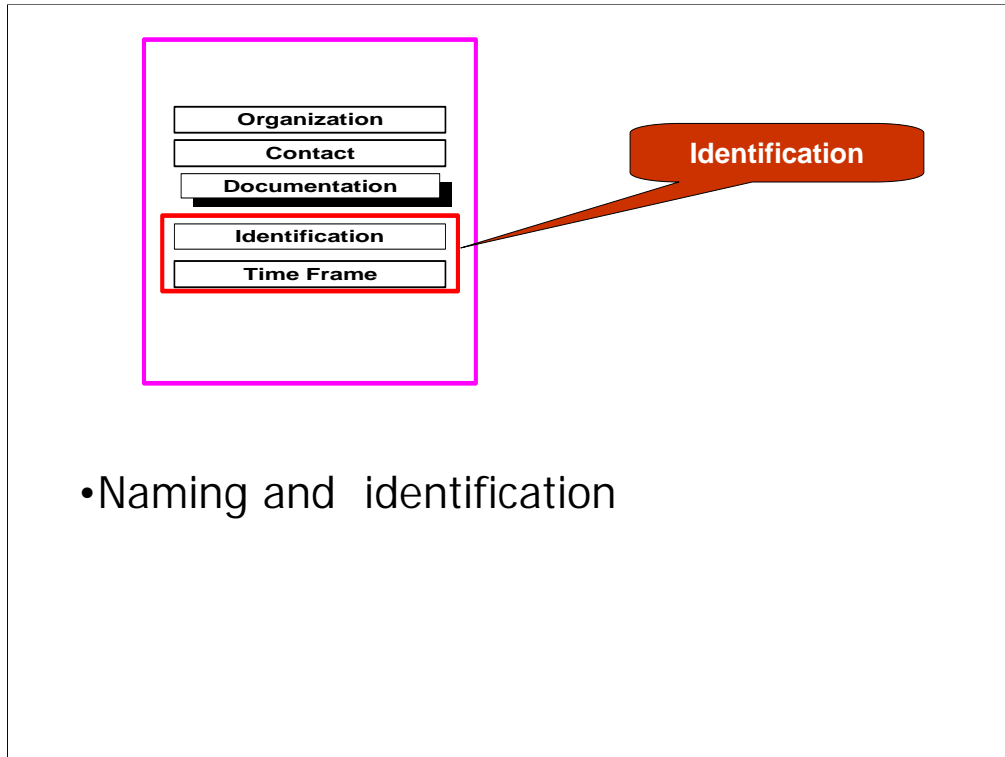 Organization
Contact
Documentation
Identification
Time Frame
Identification
•Naming and  identification